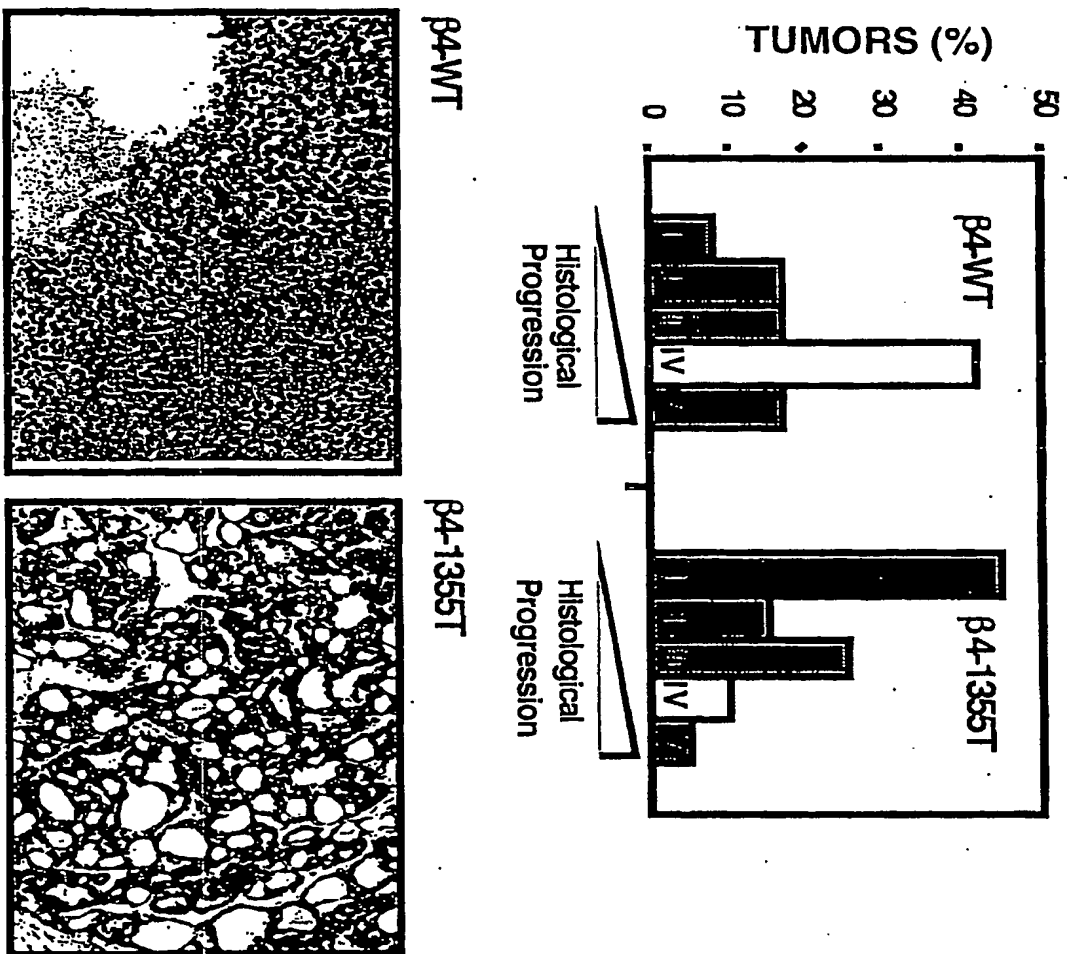 TUMORS (%)
50
40
30
20
10
0
β4-WT
β4-1355T
I
IV
I
IV
Histological
Progression
Histological
Progression
β4-WT
β4-1355T